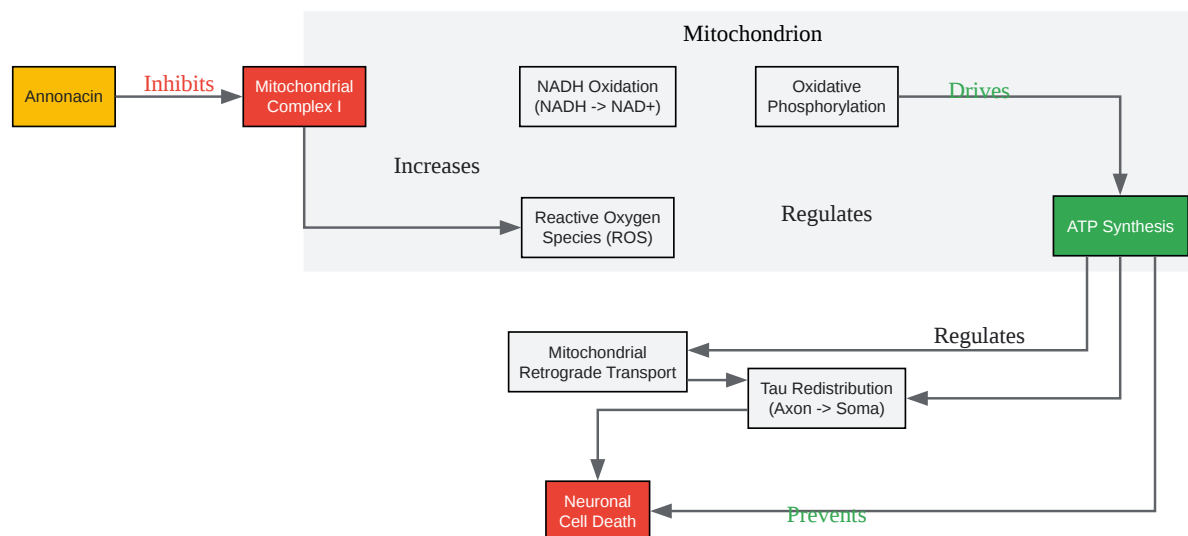 Mitochondrion
Annonacin
Inhibits
Mitochondrial
Complex I
NADH Oxidation
(NADH -> NAD+)
Oxidative
Phosphorylation
Drives
Increases
Reactive Oxygen
Species (ROS)
Regulates
ATP Synthesis
Regulates
Mitochondrial
Retrograde Transport
Tau Redistribution
(Axon -> Soma)
Neuronal
Cell Death
Prevents